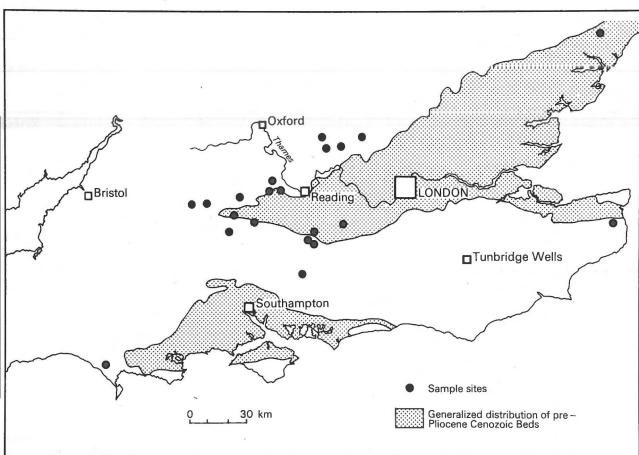 Oxford
Thames
Bristol
Reading
LONDON
Tunbridge Wells
Southampton
Sample sites
0 30 km
Generalized distribution of pre–
Pliocene Cenozoic Beds